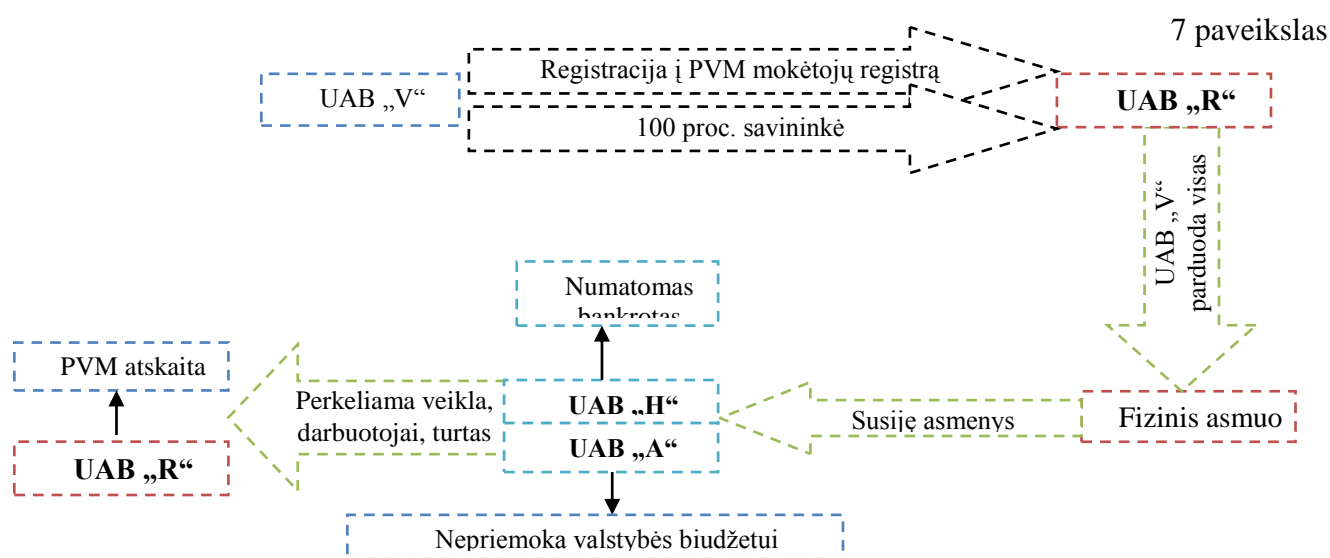 7 paveikslas
Registracija į PVM mokėtojų registrą
UAB „V“
UAB „R“
100 proc. savininkė
UAB „V“
parduoda visas
Numatomas
bankrotas
PVM atskaita
Perkeliama veikla,
darbuotojai, turtas
UAB „H“
UAB „A“
Susiję asmenys
Fizinis asmuo
UAB „R“
Nepriemoka valstybės biudžetui